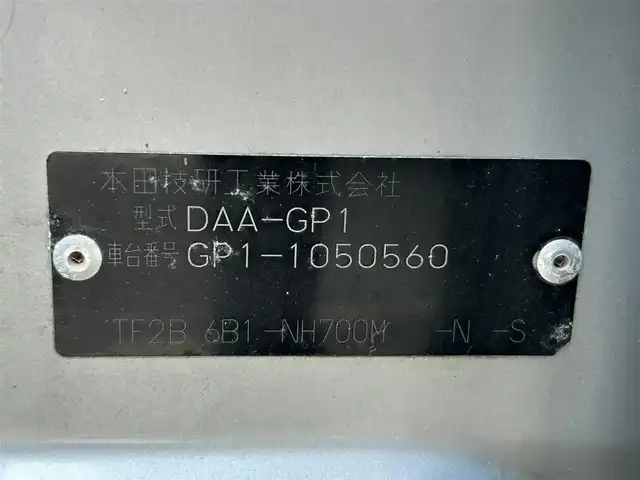 本田技研工業株式会社
型式 DAA-GP1
車台番号 GP1-1050560
TF2B 6B1-NH700M -N -S